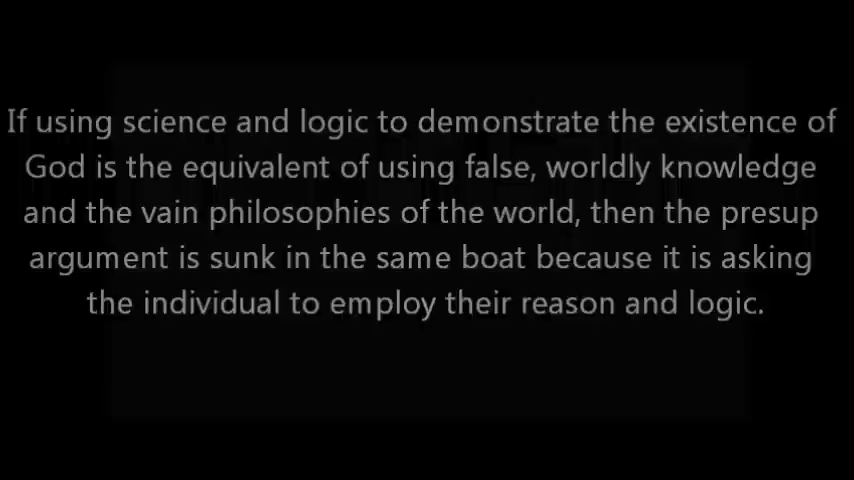 If using science and logic to demonstrate the existence of
God is the equivalent of using false, worldly knowledge
and the vain philosophies of the world, then the presup
argument is sunk in the same boat because it is asking
the individual to employ their reason and logic.